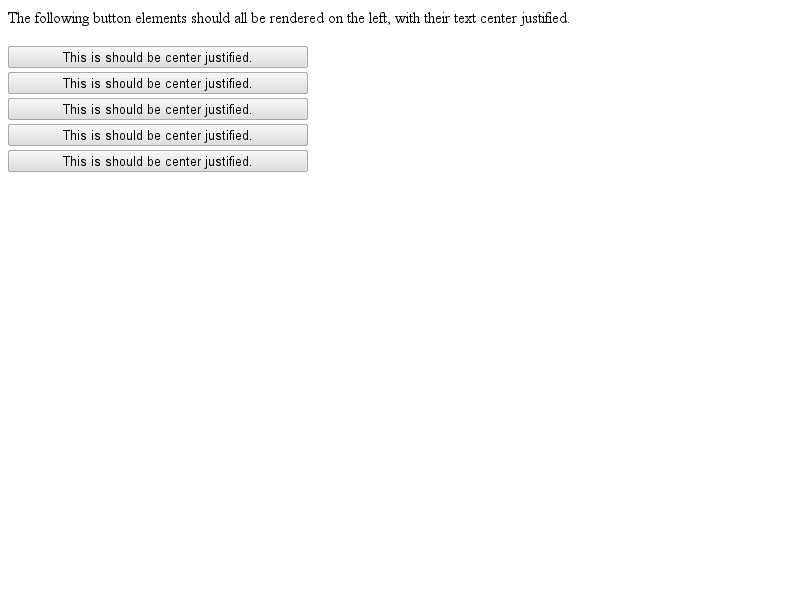 The following button elements should all be rendered on the left, with their text center justified.
This is should be center justified.
This is should be center justified.
This is should be center justified.
This is should be center justified.
This is should be center justified.